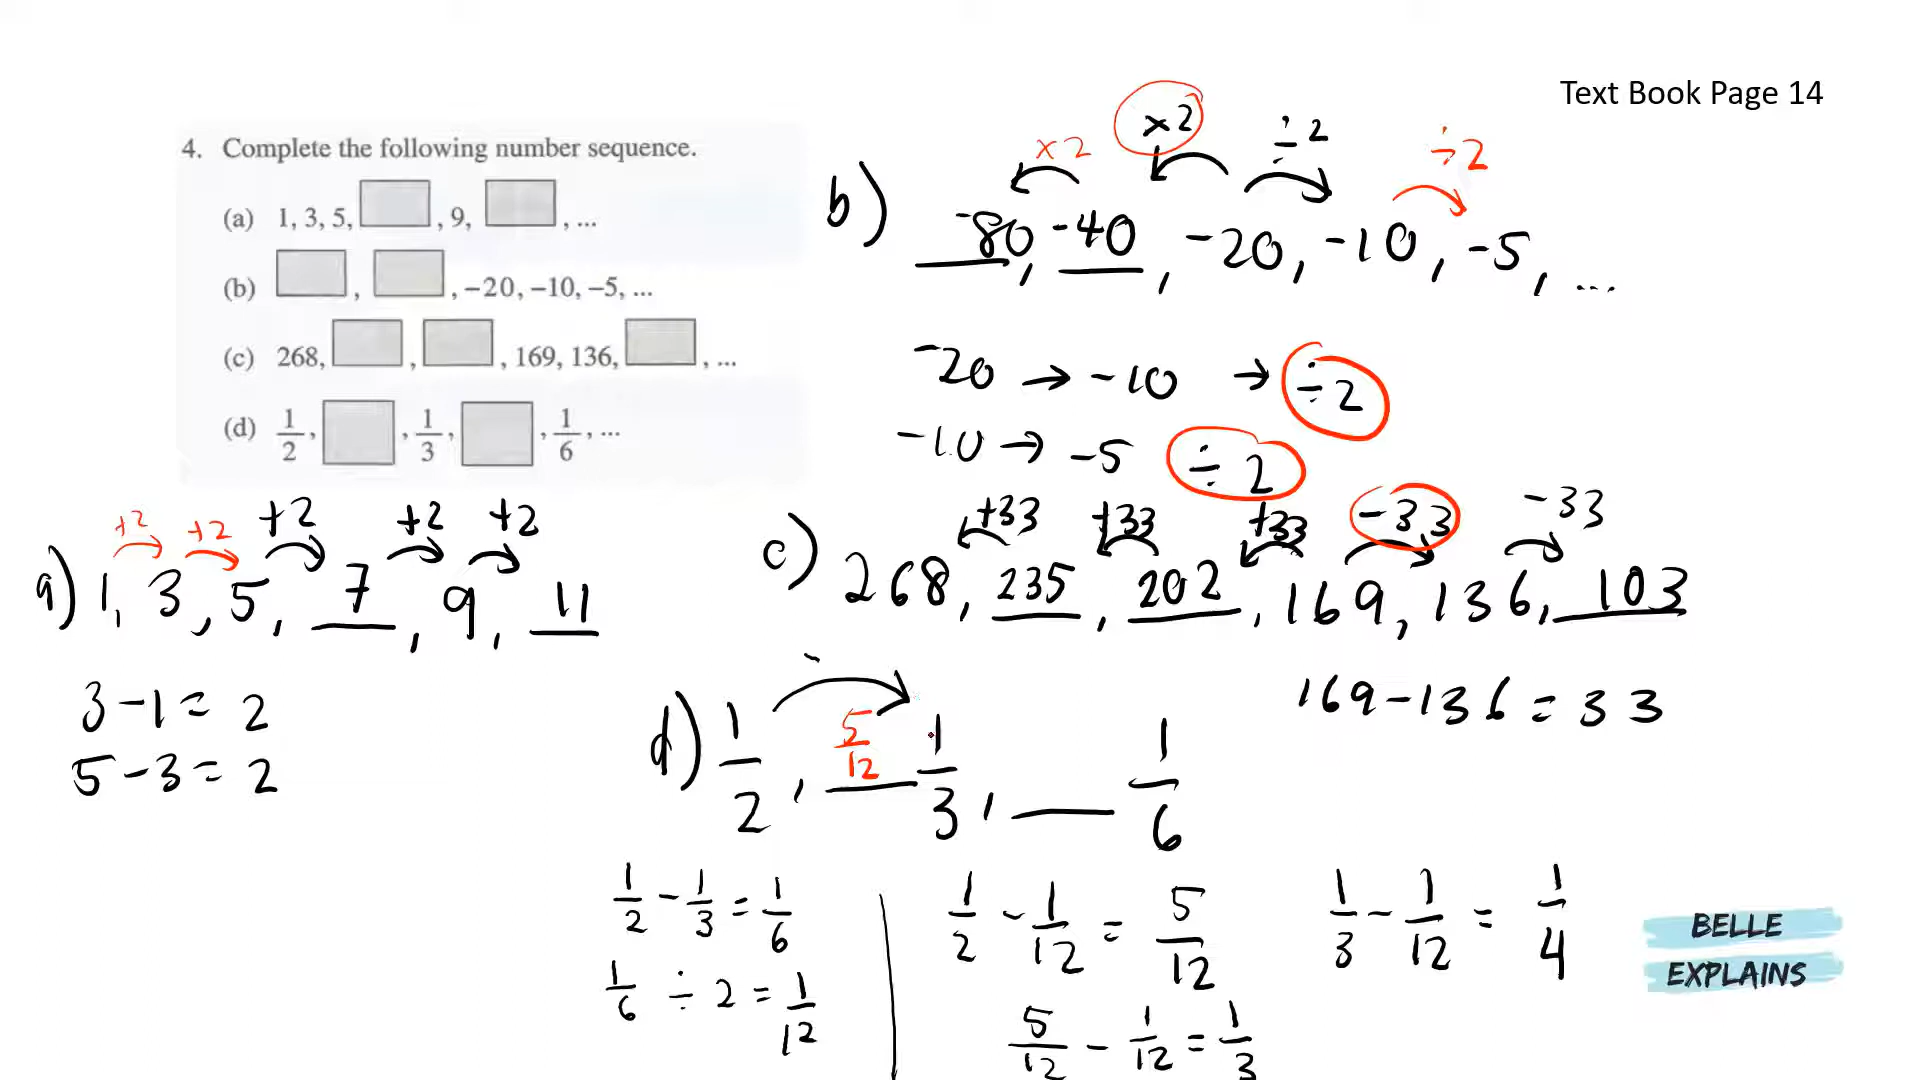 Text Book Page 14
4. Complete the following number sequence.
(a) 1, 3, 5, , 9, , ...
(b) , , −20, −10, −5, ...
(c) 268, , , 169, 136, , ...
(d) 1/2, , 1/3, , 1/6, ...
×2 ×2 ÷2 ÷2
b) -80, -40, -20, -10, -5, ...
-20 → -10 → ÷2
-10 → -5 ÷2
+2 +2 +2 +2 +2
a) 1, 3, 5, 7, 9, 11
3-1= 2
5-3= 2
+33 +33 +33 -33 -33
c) 268, 235, 202, 169, 136, 103
169-136=33
-
d) 1/2, 5/12 1/3, 1/6
1/2 - 1/3 = 1/6
1/6 ÷ 2 = 1/12
1/2 - 1/12 = 5/12
5/12 - 1/12 = 1/3
1/3 - 1/12 = 1/4
BELLE
EXPLAINS